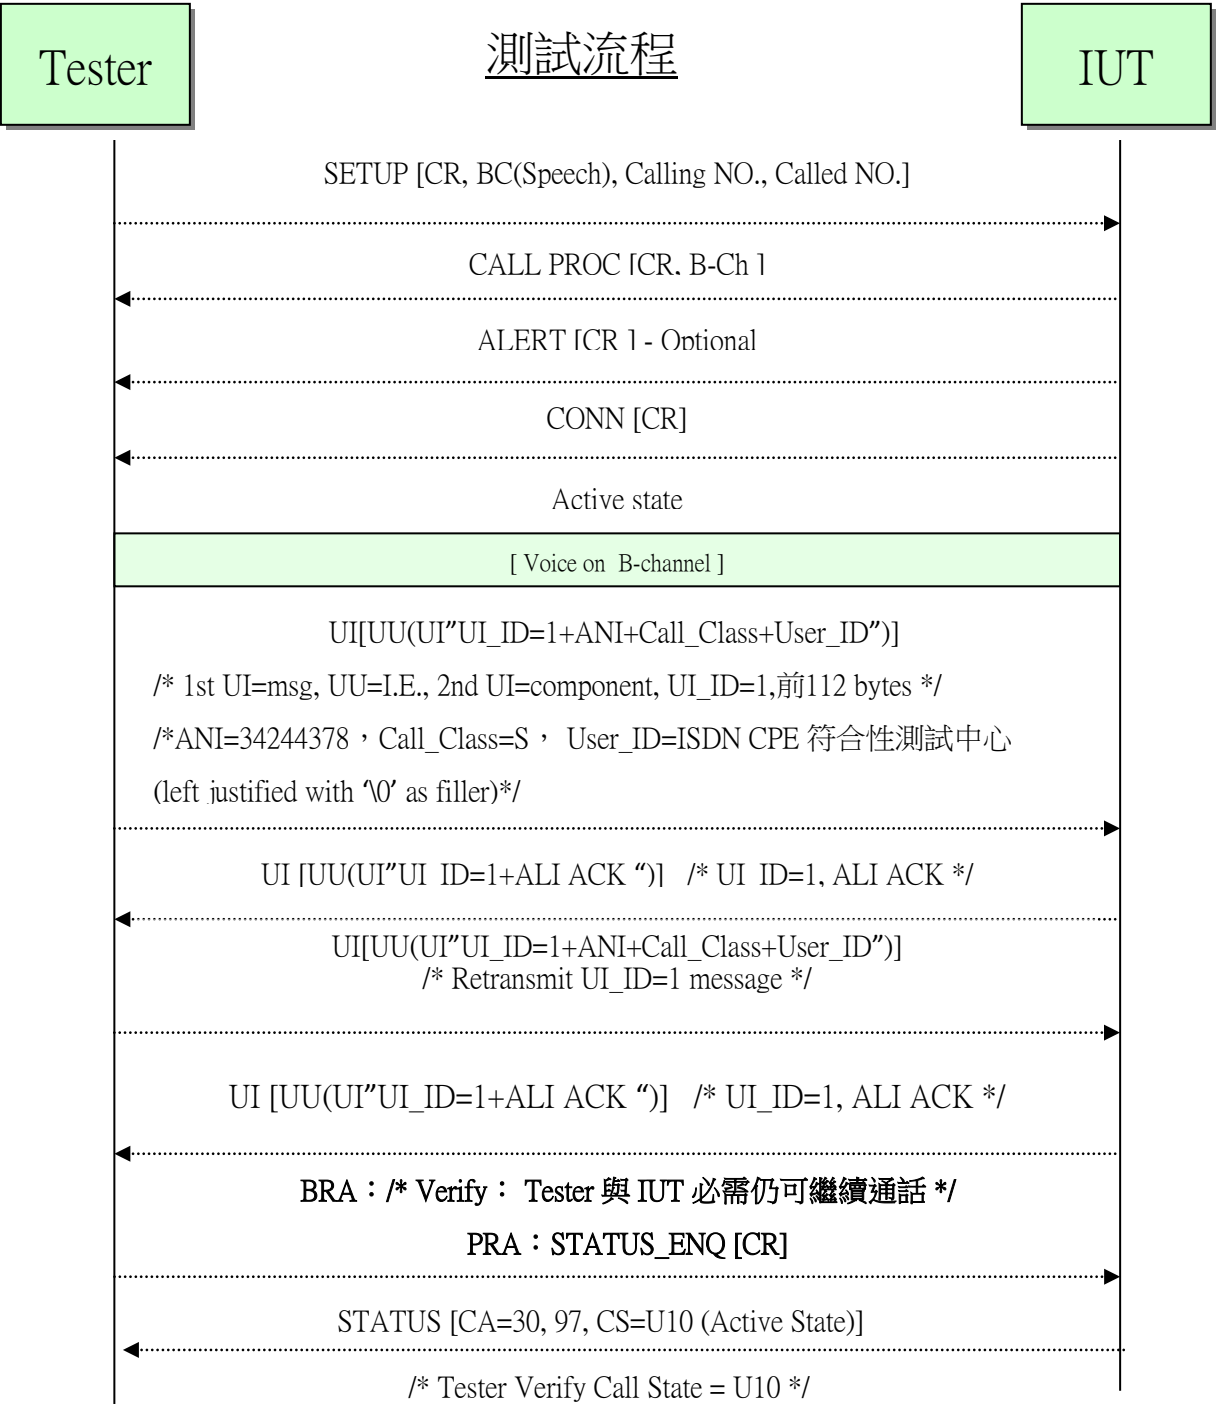 Tester
測試流程
IUT
SETUP [CR, BC(Speech), Calling NO., Called NO.]
CALL PROC [CR, B-Ch ]
ALERT [CR ] - Optional
CONN [CR]
Active state
[ Voice on B-channel ]
UI[UU(UI”UI_ID=1+ANI+Call_Class+User_ID”)]
/* 1st UI=msg, UU=I.E., 2nd UI=component, UI_ID=1,前112 bytes */
/*ANI=34244378，Call_Class=S， User_ID=ISDN CPE 符合性測試中心
(left justified with ‘\0’ as filler)*/
UI [UU(UI”UI_ID=1+ALI ACK “)] /* UI_ID=1, ALI ACK */
UI[UU(UI”UI_ID=1+ANI+Call_Class+User_ID”)]
/* Retransmit UI_ID=1 message */
UI [UU(UI”UI_ID=1+ALI ACK “)] /* UI_ID=1, ALI ACK */
BRA：/* Verify： Tester 與 IUT 必需仍可繼續通話 */
PRA：STATUS_ENQ [CR]
STATUS [CA=30, 97, CS=U10 (Active State)]
/* Tester Verify Call State = U10 */